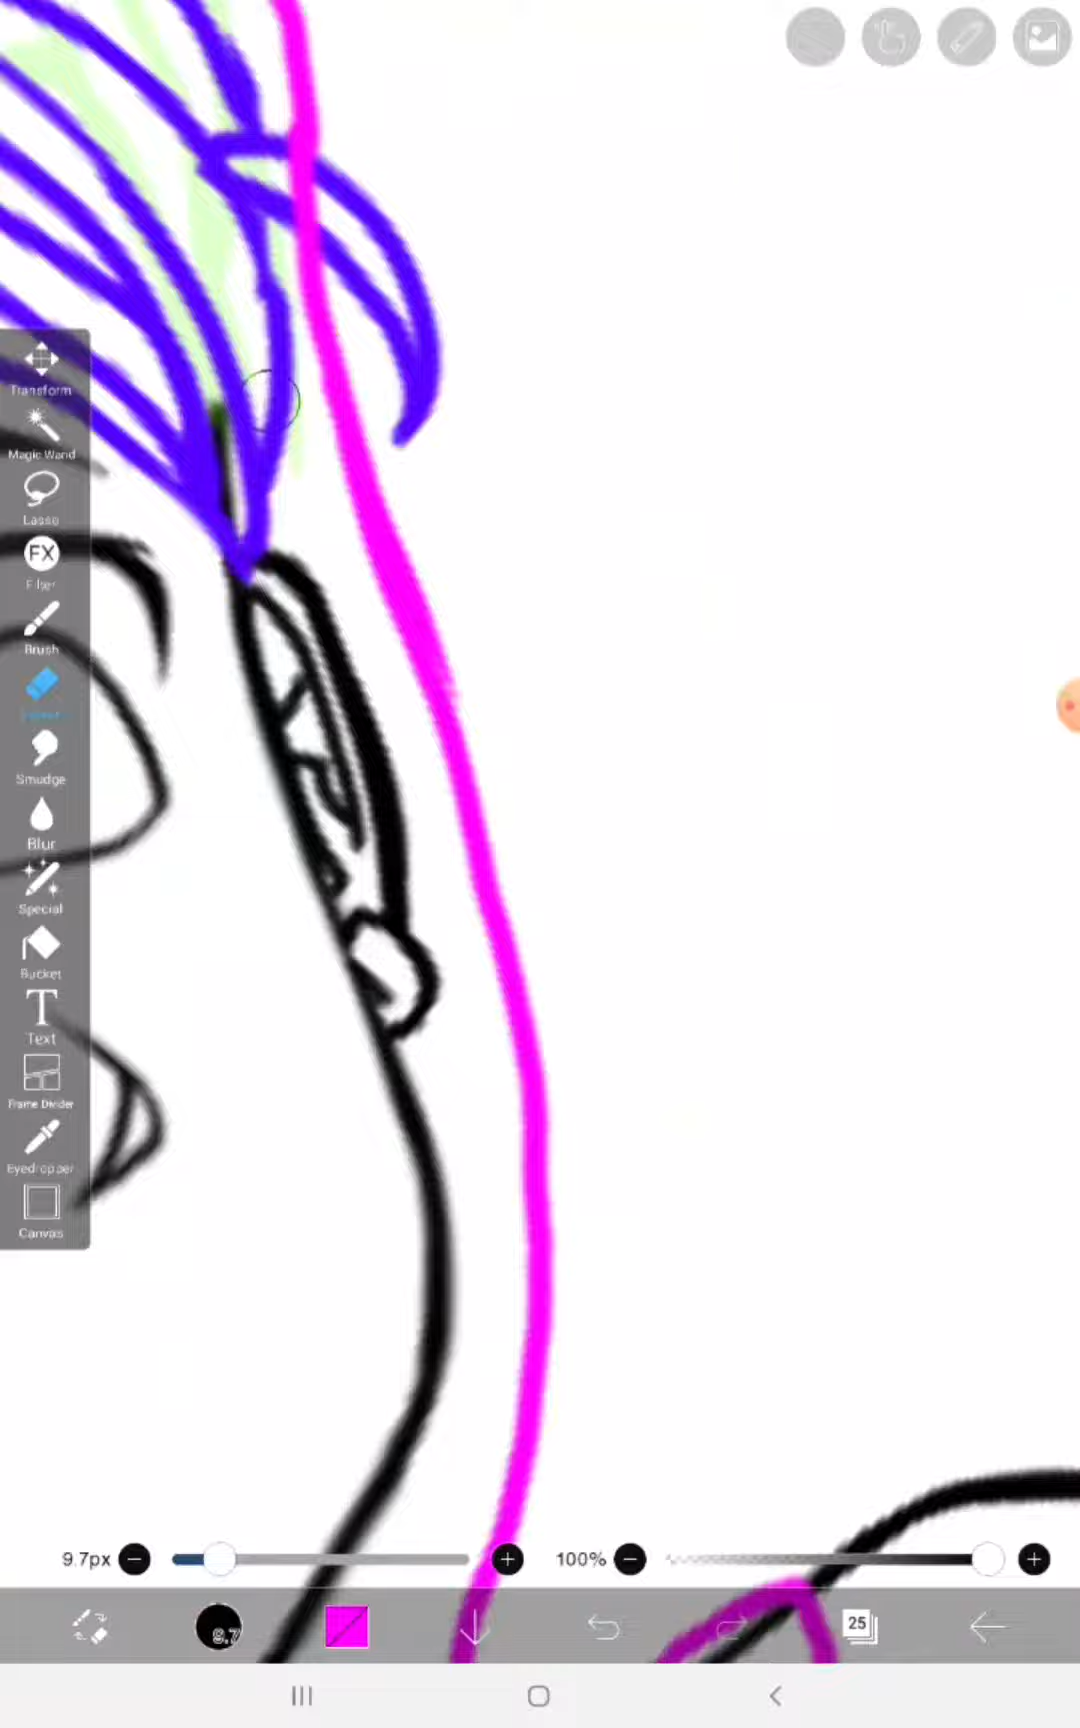 Transform
Magic Wand
Lasso
FX
Filter
Brush
Smudge
Blur
Special
Bucket
T
Text
Frame Divider
Eyedropper
Canvas
9.7px
100%
25